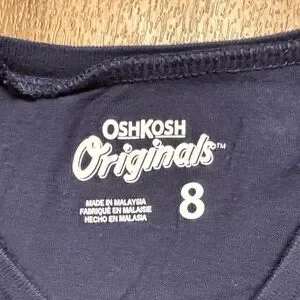 OSHKOSH
Originals™
MADE IN MALAYSIA
FABRIQUÉ EN MALAISIE
HECHO EN MALASIA
8